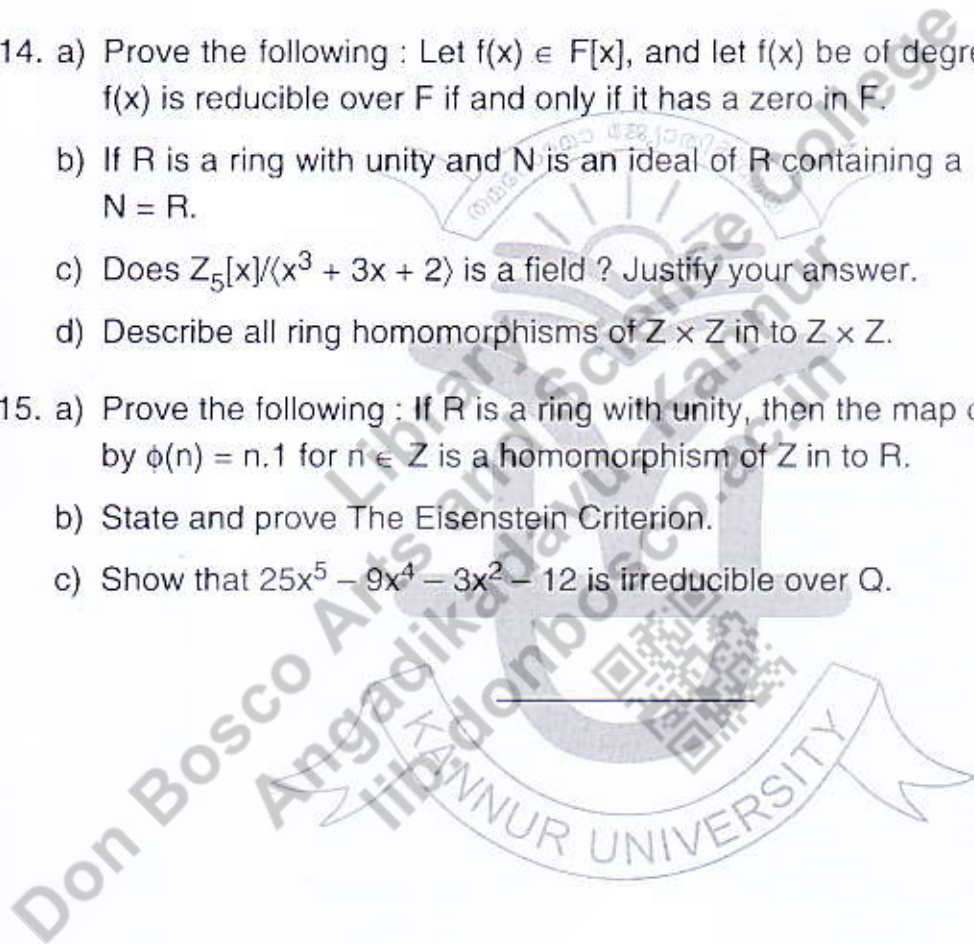 14. a) Prove the following : Let f(x) ∈ F[x], and let f(x) be of degre
f(x) is reducible over F if and only if it has a zero in F.
b) If R is a ring with unity and N is an ideal of R containing a
N = R.
c) Does Z₅[x]/⟨x³ + 3x + 2⟩ is a field ? Justify your answer.
d) Describe all ring homomorphisms of Z × Z in to Z × Z.
15. a) Prove the following : If R is a ring with unity, then the map
by ϕ(n) = n.1 for n ∈ Z is a homomorphism of Z in to R.
b) State and prove The Eisenstein Criterion.
c) Show that 25x⁵ – 9x⁴ – 3x² – 12 is irreducible over Q.
Library
Don Bosco Arts and Science College
Angadikadavu Kannur
lib.donbosco.ac.in
KANNUR UNIVERSITY